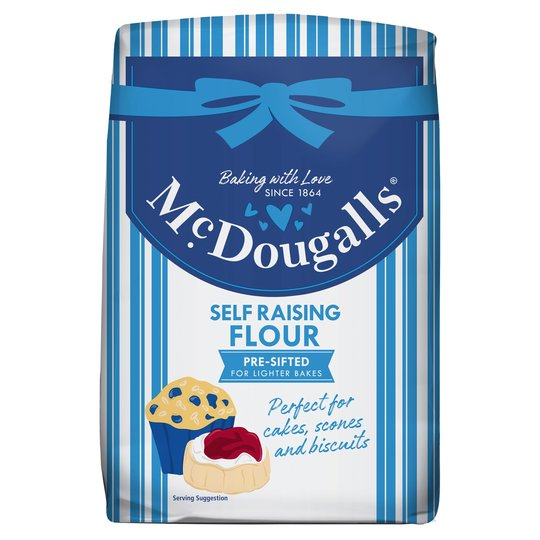 Baking with Love
SINCE 1864
McDougalls®
SELF RAISING
FLOUR
PRE-SIFTED
FOR LIGHTER BAKES
Perfect for
cakes, scones
and biscuits
Serving Suggestion